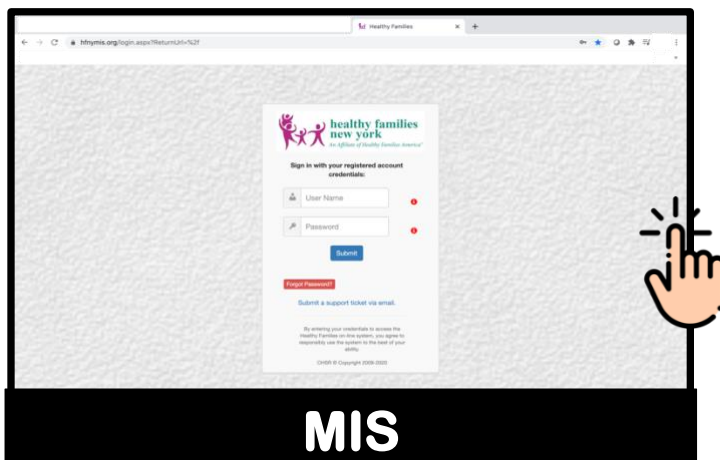 Healthy Families
hfnymis.org/login.aspx?ReturnUrl=%2f
healthy families
new york
An Affiliate of Healthy Families America
Sign in with your registered account
credentials:
User Name
Password
Submit
Forgot Password?
Submit a support ticket via email.
By entering your credentials to access the
Healthy Families on-line system, you agree to
responsibly use the system to the best of your
ability.
CHSR © Copyright 2009-2020
MIS